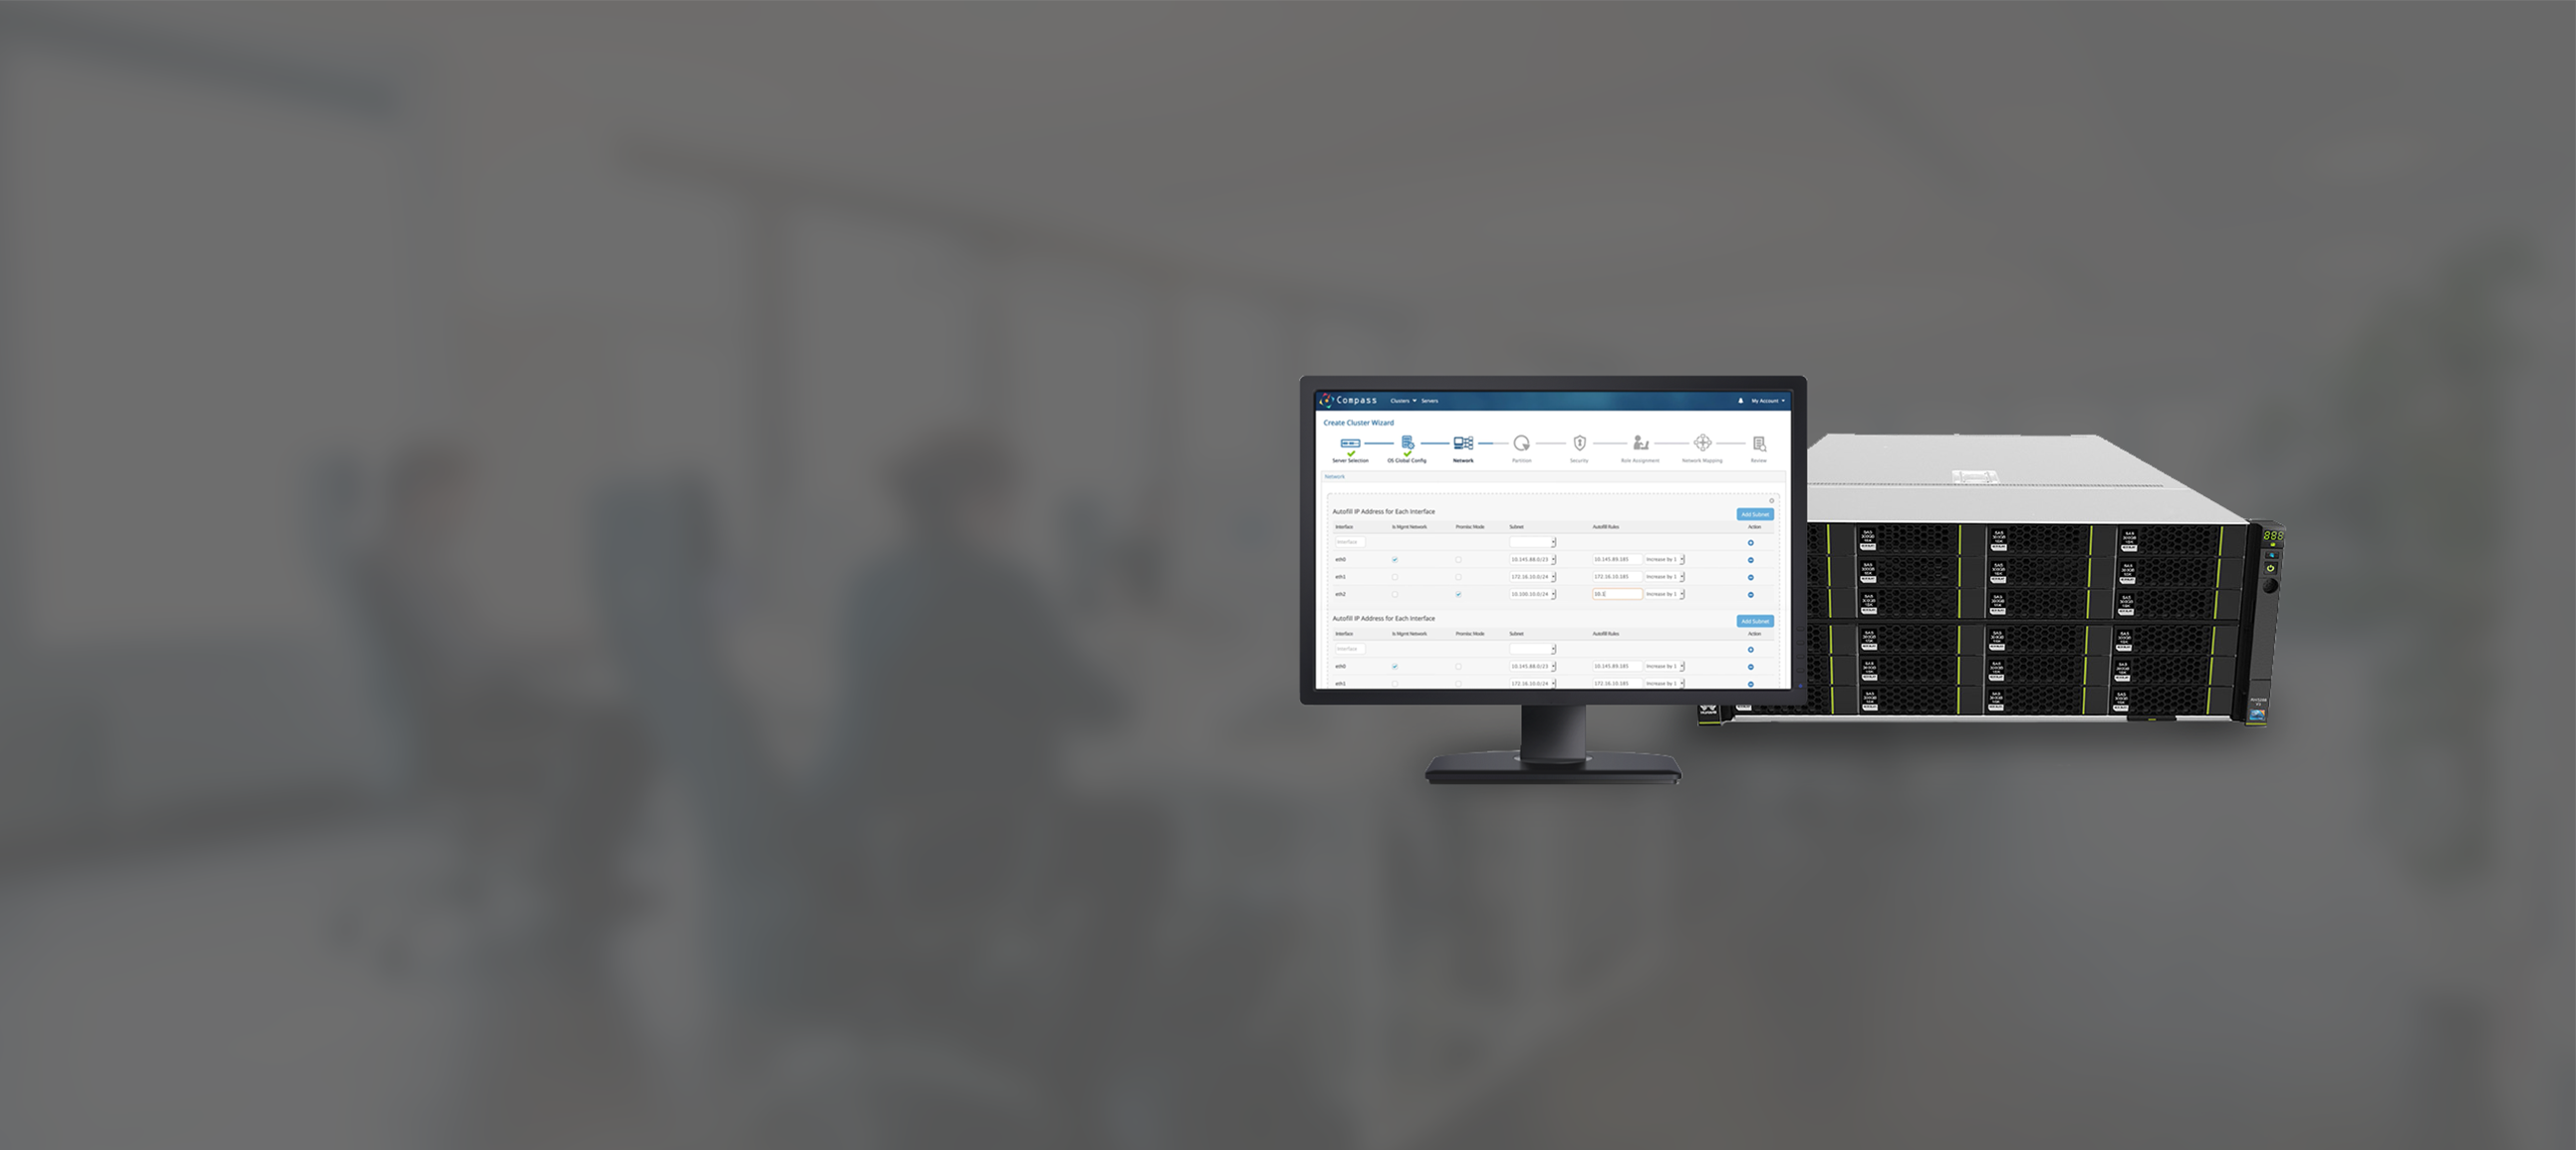 Compass Clusters Servers My Account
Create Cluster Wizard
Server Selection OS Global Config Network Partition Security Role Assignment Network Mapping Review
Network
Autofill IP Address for Each Interface Add Subnet
Interface Is Mgmt Network Promisc Mode Subnet Autofill Rules Action
Interface
eth0 10.145.88.0/23 10.145.89.185 Increase by 1
eth1 172.16.10.0/24 172.16.10.185 Increase by 1
eth2 10.100.10.0/24 10.1 Increase by 1
Autofill IP Address for Each Interface Add Subnet
Interface Is Mgmt Network Promisc Mode Subnet Autofill Rules Action
Interface
eth0 10.145.88.0/23 10.145.89.185 Increase by 1
eth1 172.16.10.0/24 172.16.10.185 Increase by 1
888
SAS
300GB